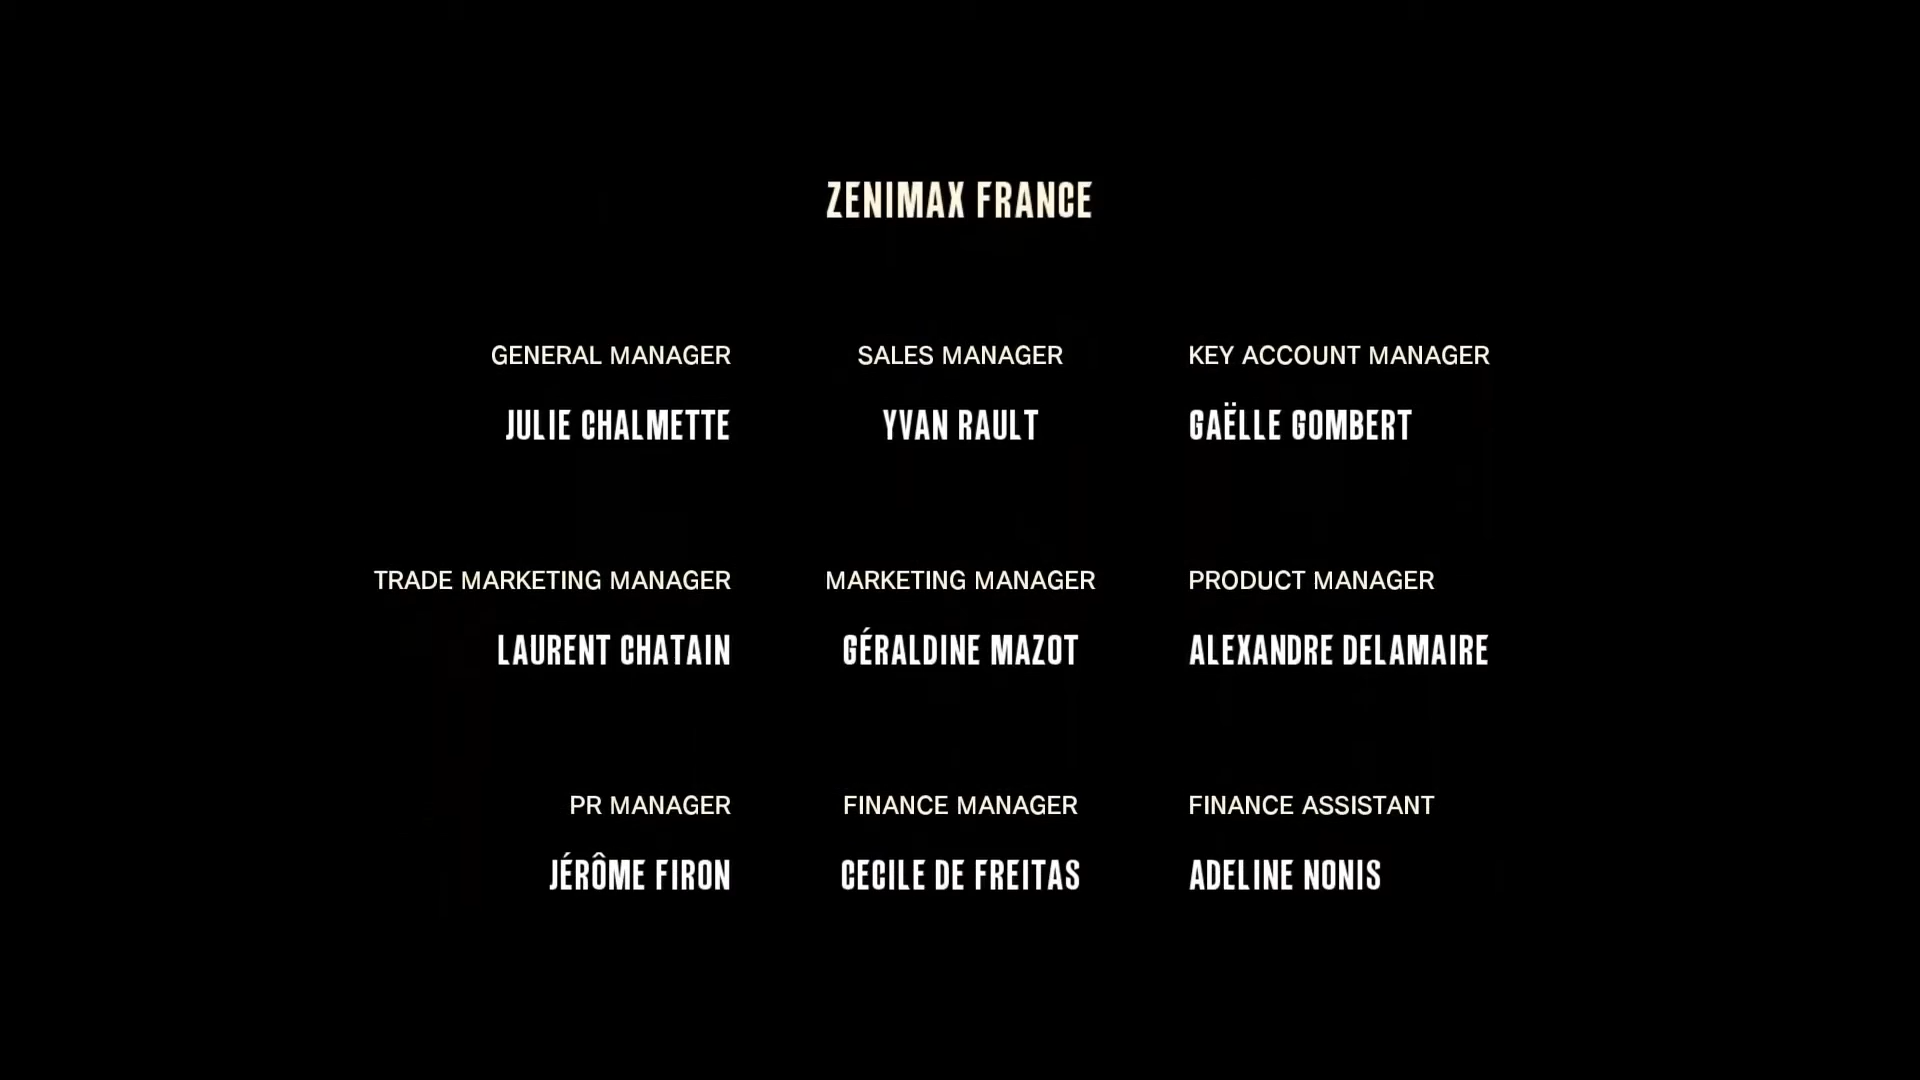 ZENIMAX FRANCE
GENERAL MANAGER
JULIE CHALMETTE
SALES MANAGER
YVAN RAULT
KEY ACCOUNT MANAGER
GAËLLE GOMBERT
TRADE MARKETING MANAGER
LAURENT CHATAIN
MARKETING MANAGER
GÉRALDINE MAZOT
PRODUCT MANAGER
ALEXANDRE DELAMAIRE
PR MANAGER
JÉRÔME FIRON
FINANCE MANAGER
CECILE DE FREITAS
FINANCE ASSISTANT
ADELINE NONIS